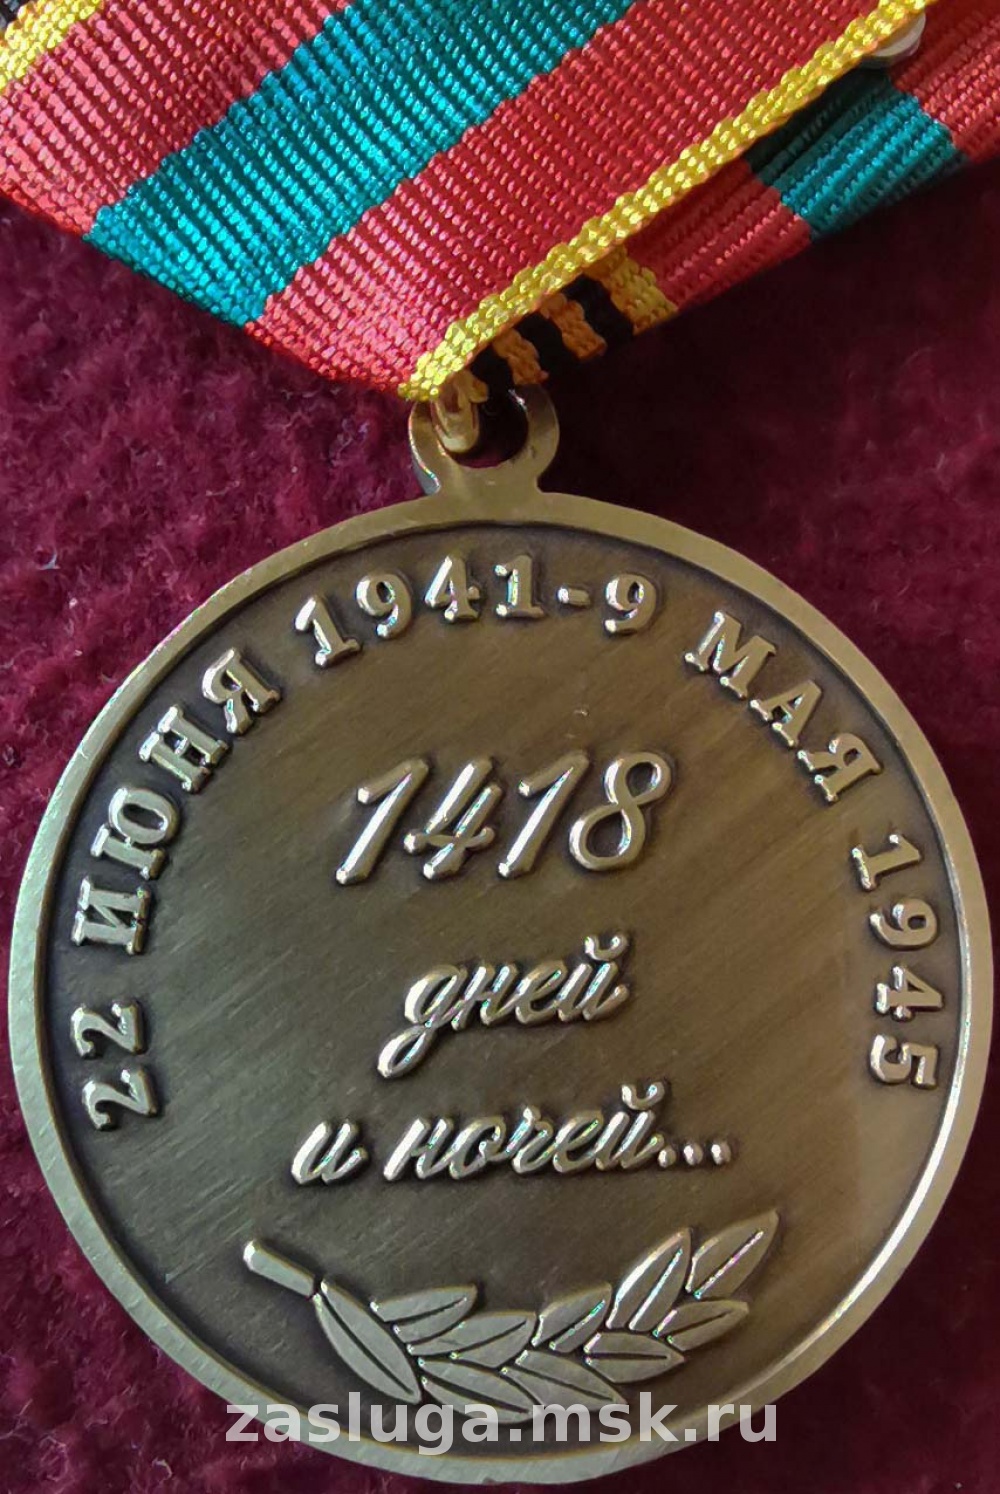 22 ИЮНЯ 1941-9 МАЯ 1945
1418
дней
и ночей...
zasluga.msk.ru